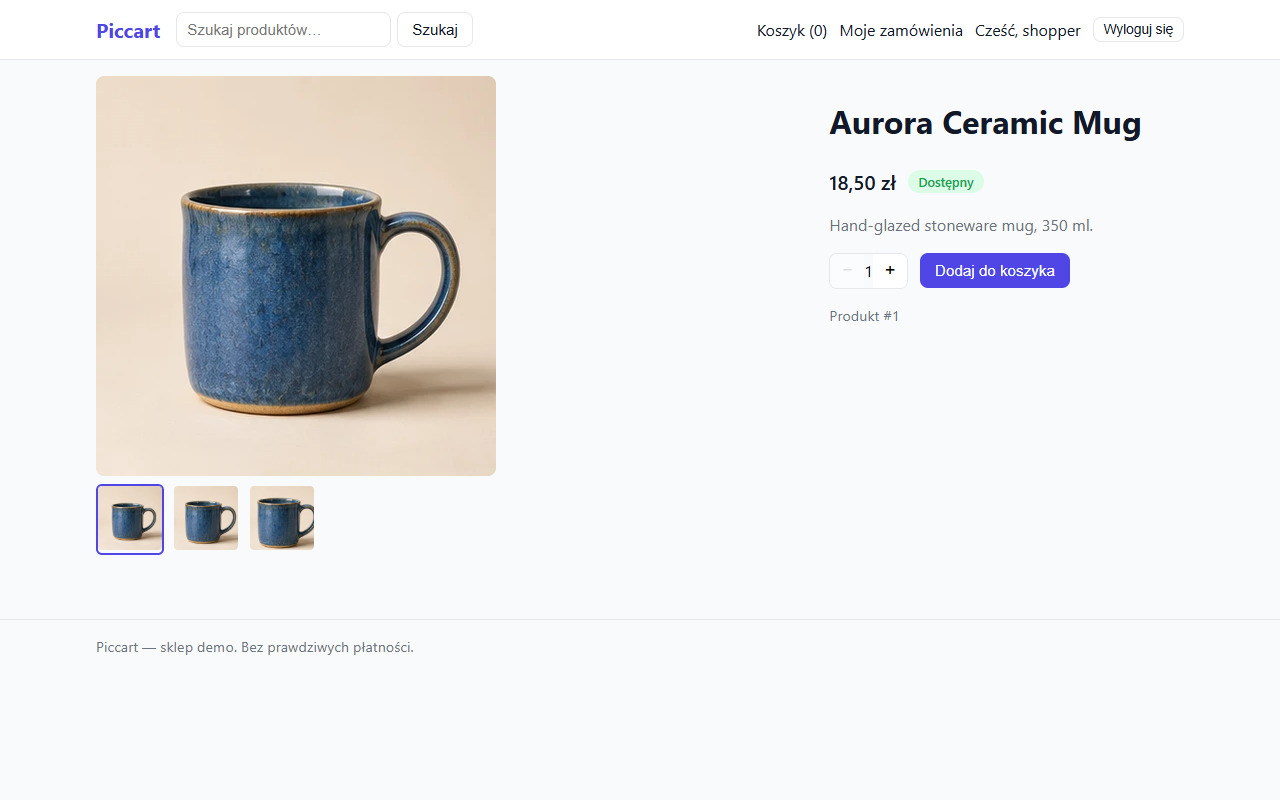 Piccart
Szukaj produktów…
Szukaj
Koszyk (0)
Moje zamówienia
Cześć, shopper
Wyloguj się
Aurora Ceramic Mug
18,50 zł
Dostępny
Hand-glazed stoneware mug, 350 ml.
− 1 +
Dodaj do koszyka
Produkt #1
Piccart — sklep demo. Bez prawdziwych płatności.